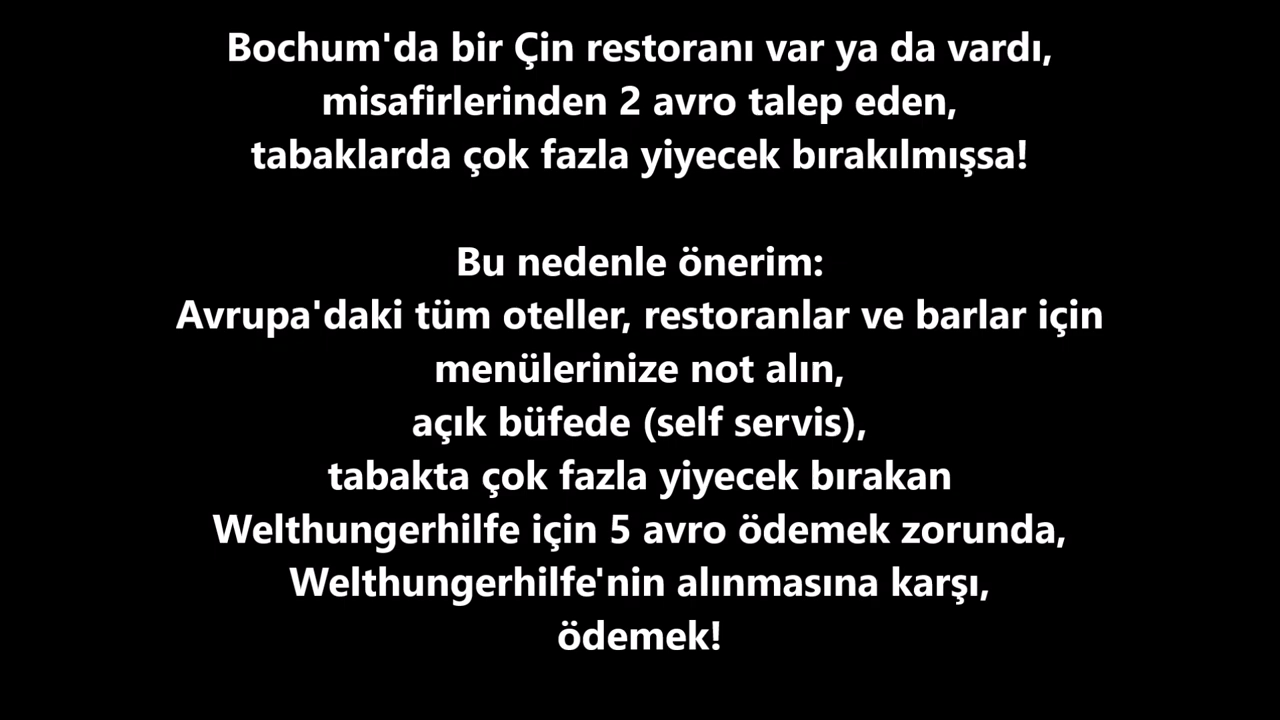 Bochum'da bir Çin restoranı var ya da vardı,
misafirlerinden 2 avro talep eden,
tabaklarda çok fazla yiyecek bırakılmışsa!
Bu nedenle önerim:
Avrupa'daki tüm oteller, restoranlar ve barlar için
menülerinize not alın,
açık büfede (self servis),
tabakta çok fazla yiyecek bırakan
Welthungerhilfe için 5 avro ödemek zorunda,
Welthungerhilfe'nin alınmasına karşı,
ödemek!